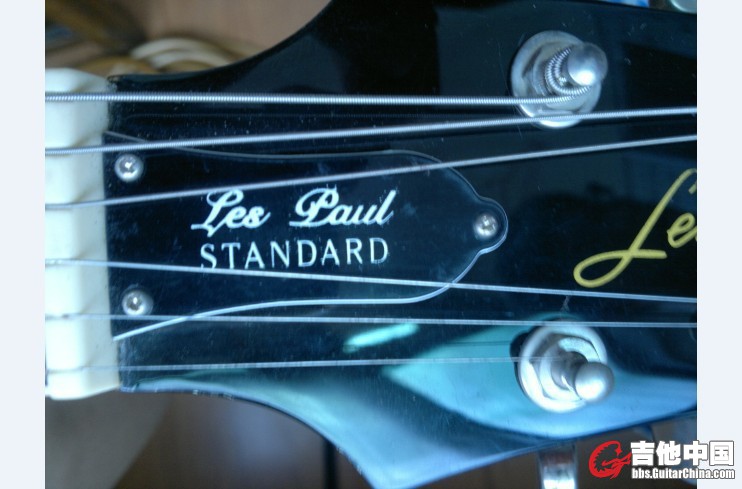 Les Paul
STANDARD
吉他中国
bbs.GuitarChina.com